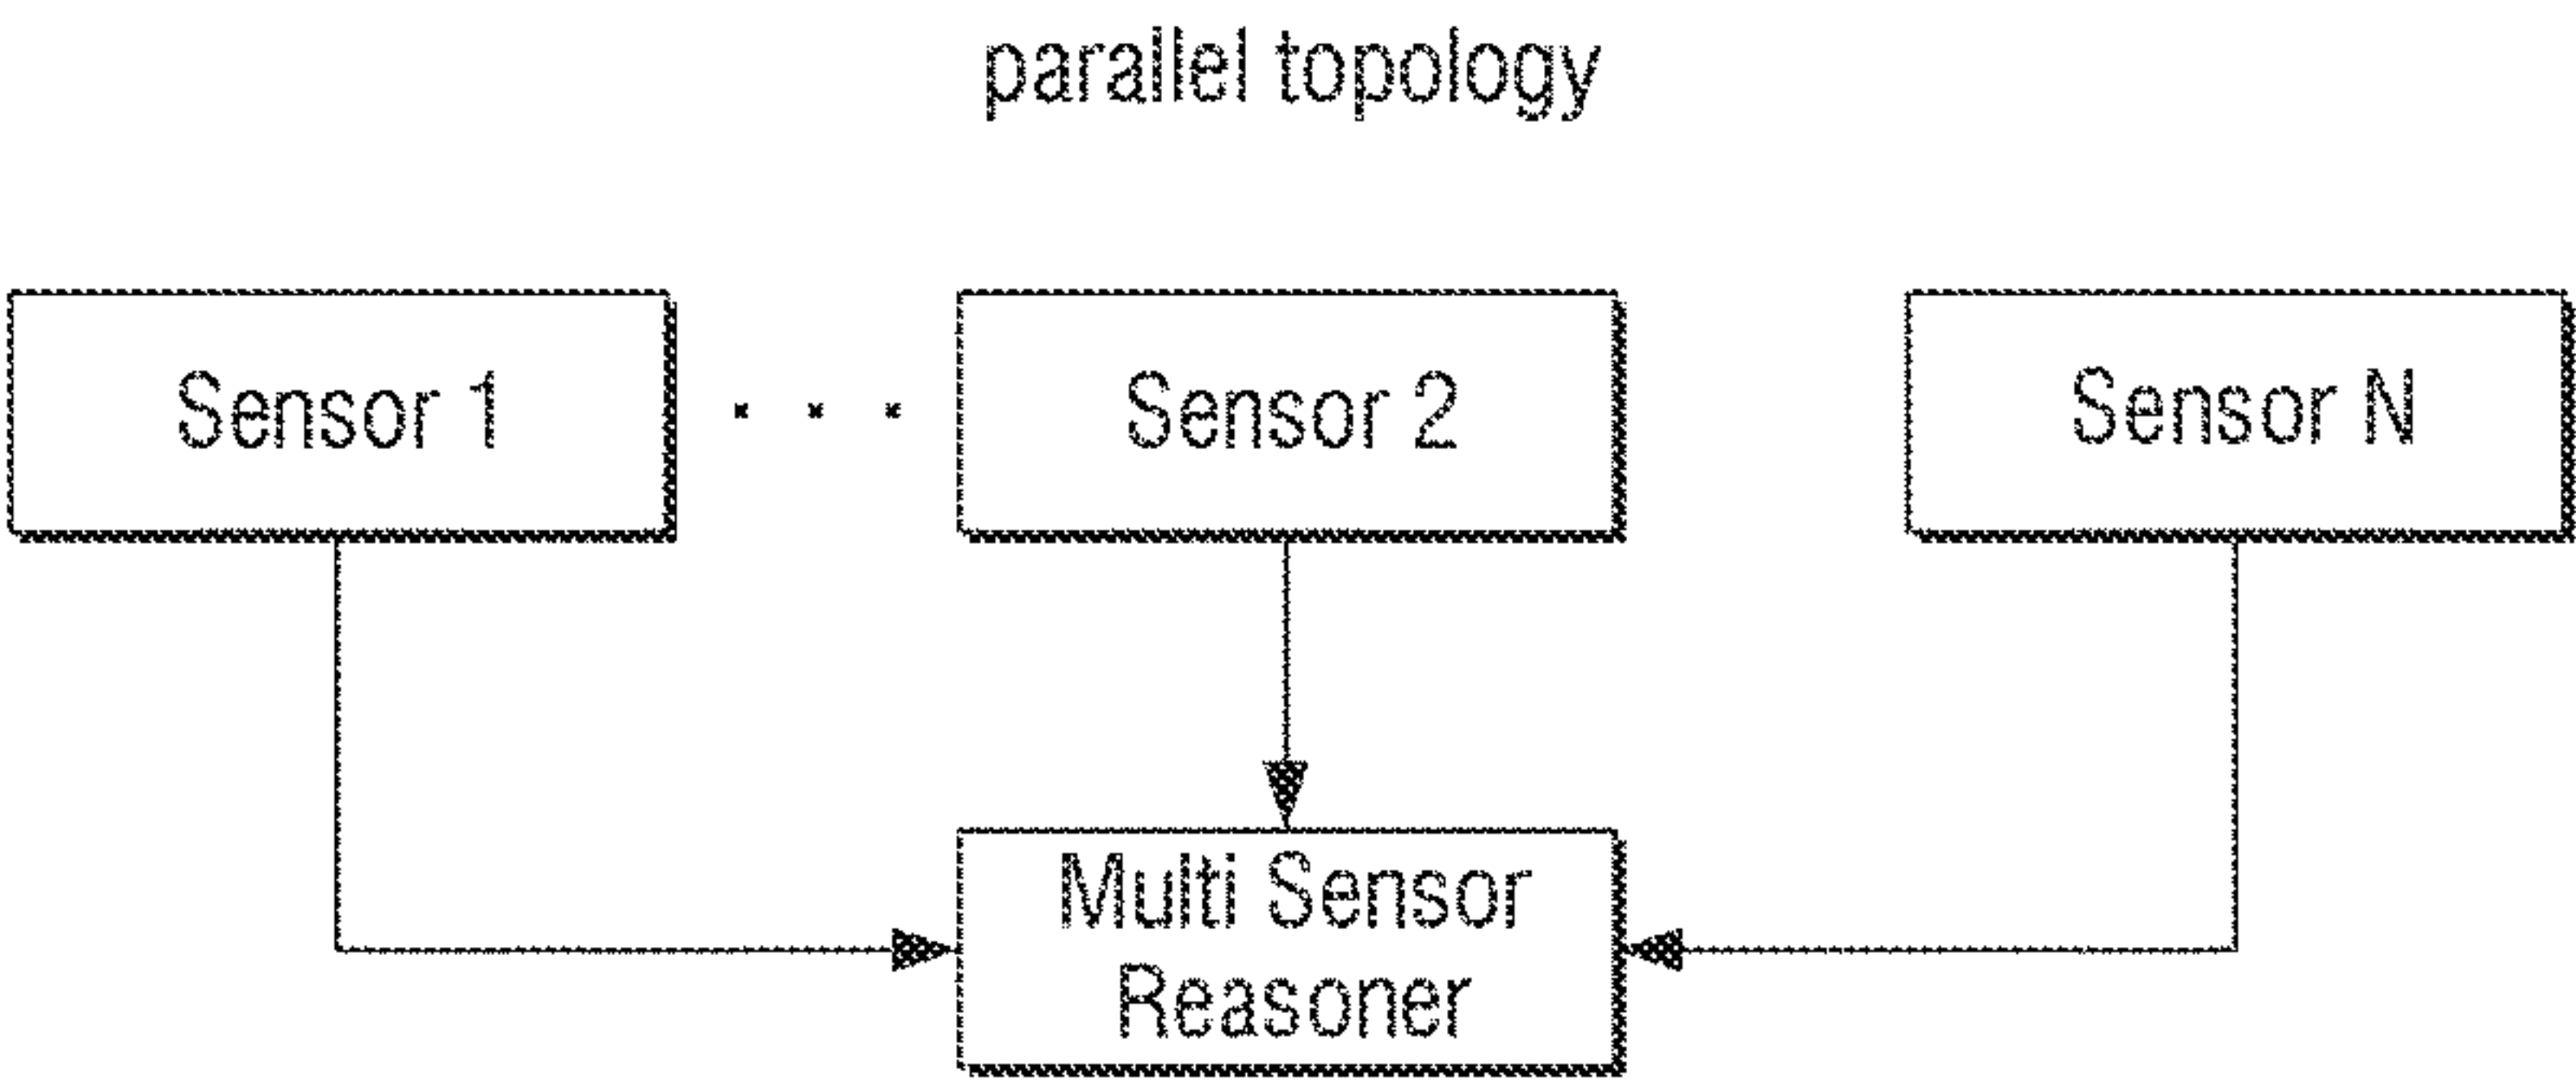 parallel topology
Sensor 1 . . . Sensor 2 Sensor N
Multi Sensor
Reasoner